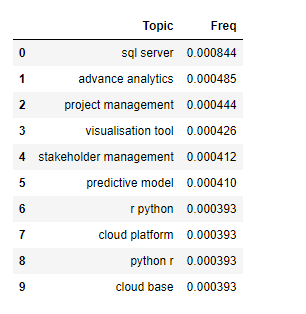 Topic Freq
0 sql server 0.000844
1 advance analytics 0.000485
2 project management 0.000444
3 visualisation tool 0.000426
4 stakeholder management 0.000412
5 predictive model 0.000410
6 r python 0.000393
7 cloud platform 0.000393
8 python r 0.000393
9 cloud base 0.000393